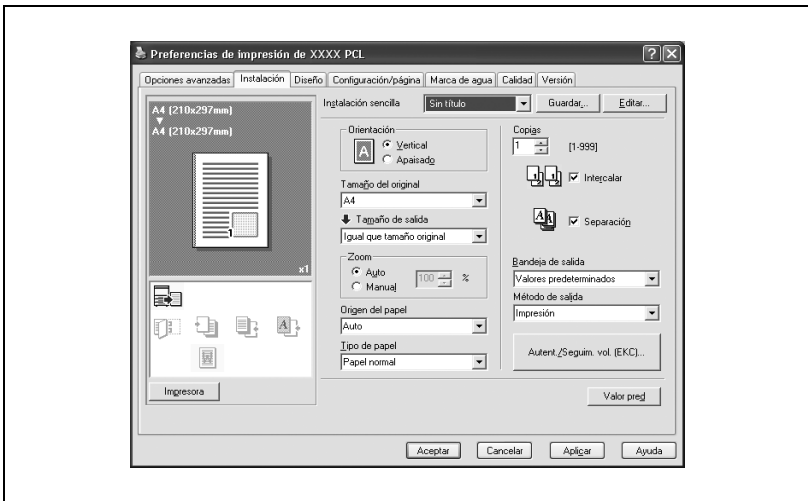 Preferencias de impresión de XXXX PCL
Opciones avanzadas Instalación Diseño Configuración/página Marca de agua Calidad Versión
A4 (210x297mm)
A4 (210x297mm)
1
x1
Impresora
Instalación sencilla Sin título Guardar... Editar...
Orientación
A
Vertical
Apaisado
Tamaño del original
A4
Tamaño de salida
Igual que tamaño original
Zoom
Auto
Manual
100 %
Origen del papel
Auto
Tipo de papel
Papel normal
Copias
1 [1-999]
Intercalar
Separación
Bandeja de salida
Valores predeterminados
Método de salida
Impresión
Autent./Seguim. vol. (EKC)...
Valor pred
Aceptar Cancelar Aplicar Ayuda